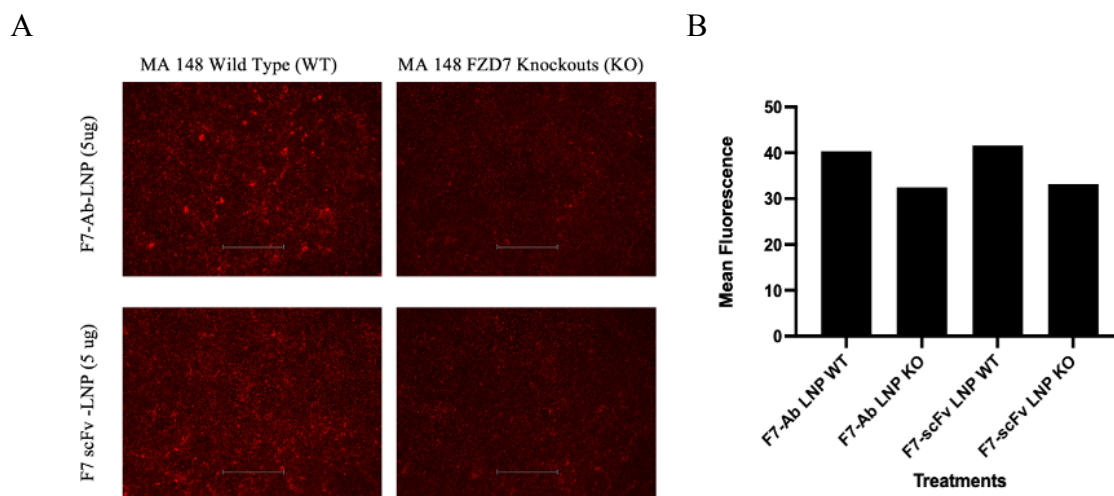 A
B
MA 148 Wild Type (WT)
MA 148 FZD7 Knockouts (KO)
F7-Ab-LNP (5ug)
F7 scFv -LNP (5 ug)
Mean Fluorescence
50
40
30
20
10
0
F7-Ab LNP WT
F7-Ab LNP KO
F7-scFv LNP WT
F7-scFv LNP KO
Treatments